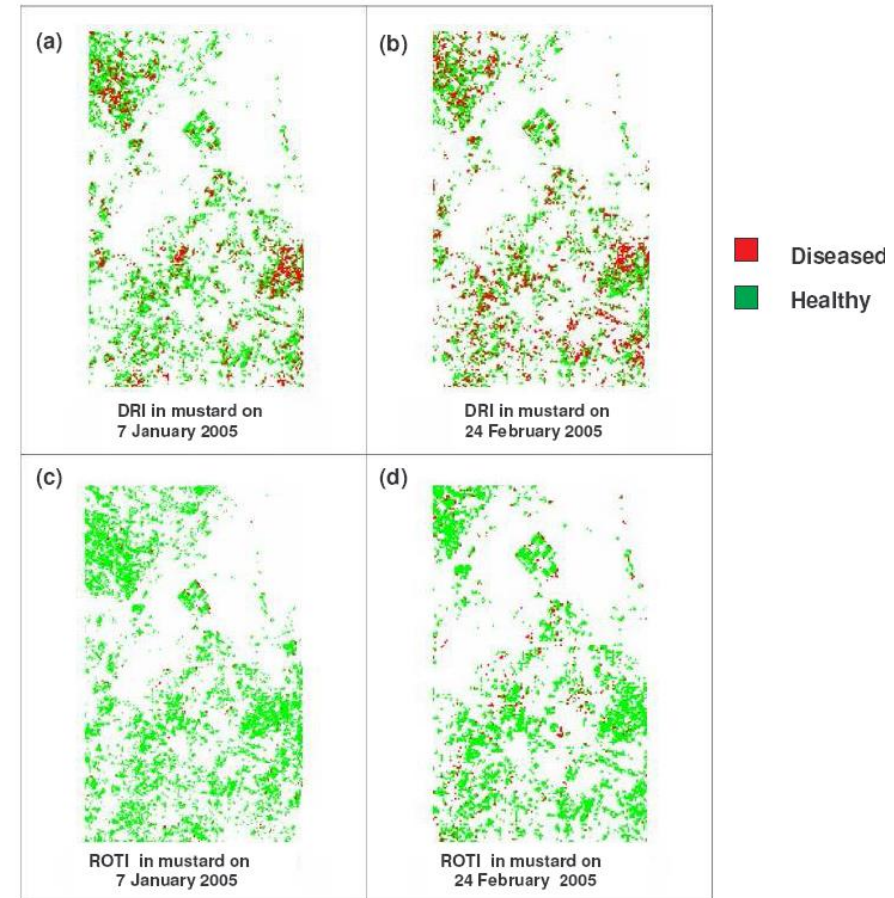 (a)
(b)
DRI in mustard on
7 January 2005
DRI in mustard on
24 February 2005
Diseased
Healthy
(c)
(d)
ROTI in mustard on
7 January 2005
ROTI in mustard on
24 February 2005